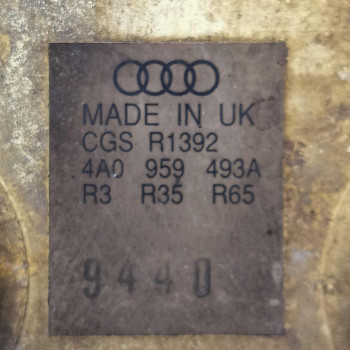 MADE IN UK
CGS R1392
4A0 959 493A
R3 R35 R65
9440